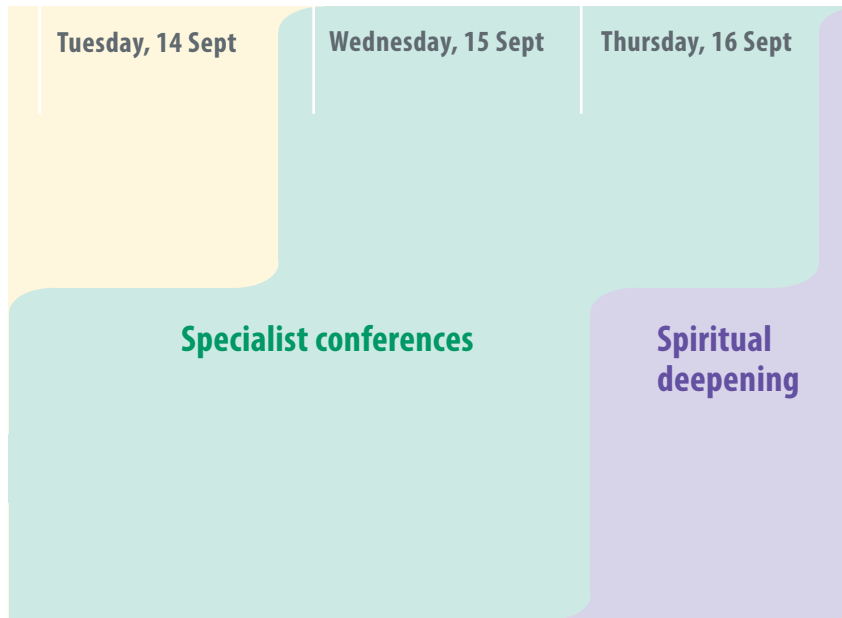 Tuesday, 14 Sept
Wednesday, 15 Sept
Thursday, 16 Sept
Specialist conferences
Spiritual
deepening